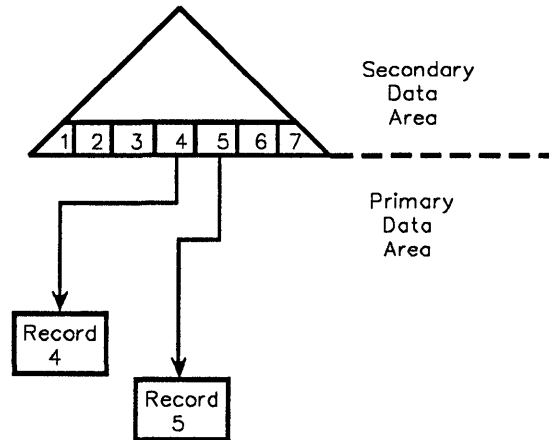 Secondary
Data
Area
1 2 3 4 5 6 7
Primary
Data
Area
Record
4
Record
5